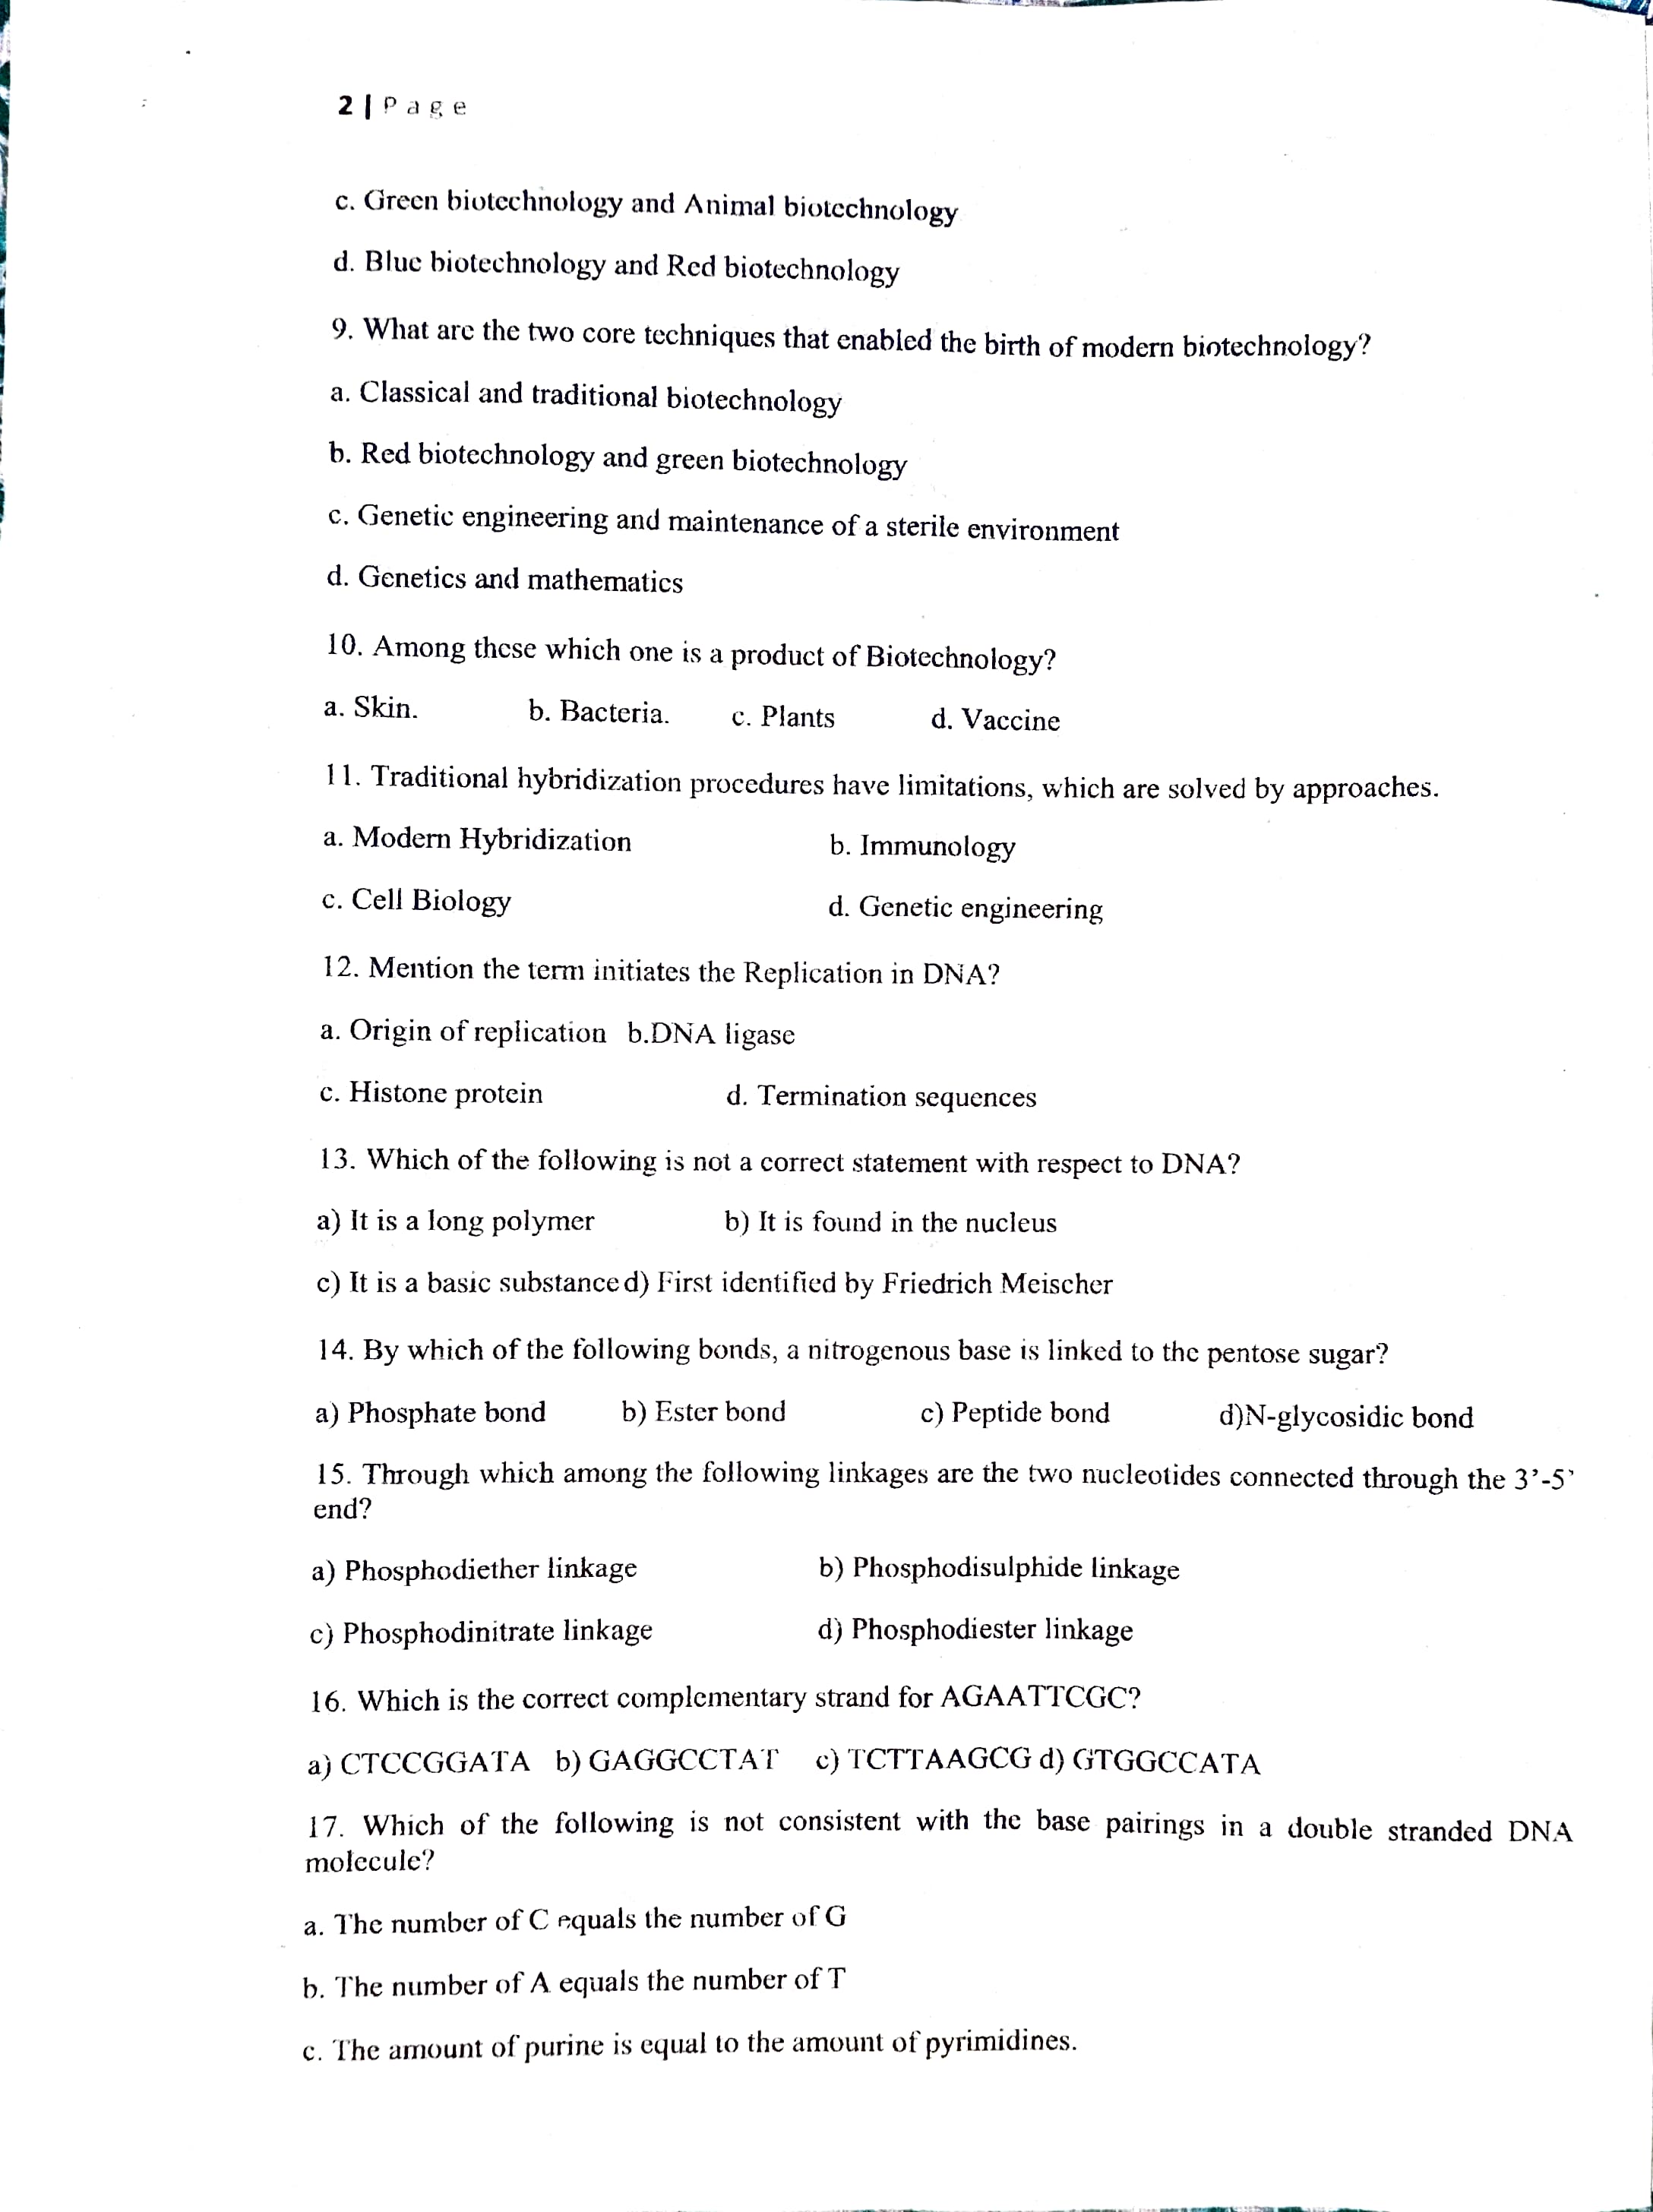 2 | Page
c. Green biotechnology and Animal biotechnology
d. Blue biotechnology and Red biotechnology
9. What are the two core techniques that enabled the birth of modern biotechnology?
a. Classical and traditional biotechnology
b. Red biotechnology and green biotechnology
c. Genetic engineering and maintenance of a sterile environment
d. Genetics and mathematics
10. Among these which one is a product of Biotechnology?
a. Skin. b. Bacteria. c. Plants d. Vaccine
11. Traditional hybridization procedures have limitations, which are solved by approaches.
a. Modern Hybridization b. Immunology
c. Cell Biology d. Genetic engineering
12. Mention the term initiates the Replication in DNA?
a. Origin of replication b.DNA ligase
c. Histone protein d. Termination sequences
13. Which of the following is not a correct statement with respect to DNA?
a) It is a long polymer b) It is found in the nucleus
c) It is a basic substance d) First identified by Friedrich Meischer
14. By which of the following bonds, a nitrogenous base is linked to the pentose sugar?
a) Phosphate bond b) Ester bond c) Peptide bond d)N-glycosidic bond
15. Through which among the following linkages are the two nucleotides connected through the 3’-5’
end?
a) Phosphodiether linkage b) Phosphodisulphide linkage
c) Phosphodinitrate linkage d) Phosphodiester linkage
16. Which is the correct complementary strand for AGAATTCGC?
a) CTCCGGATA b) GAGGCCTAT c) TCTTAAGCG d) GTGGCCATA
17. Which of the following is not consistent with the base pairings in a double stranded DNA
molecule?
a. The number of C equals the number of G
b. The number of A equals the number of T
c. The amount of purine is equal to the amount of pyrimidines.